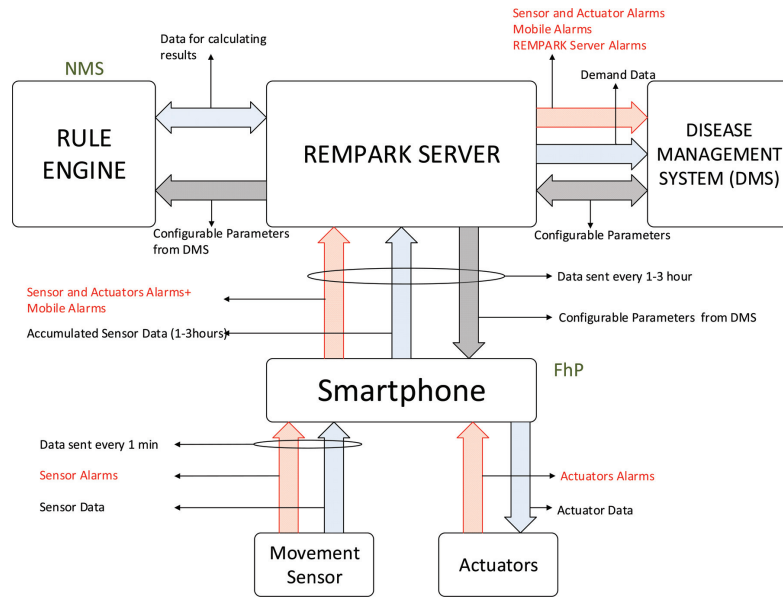 Sensor and Actuator Alarms
Mobile Alarms
REMPARK Server Alarms
Data for calculating
results
NMS
Demand Data
RULE
ENGINE
REMPARK SERVER
DISEASE
MANAGEMENT
SYSTEM (DMS)
Configurable Parameters
from DMS
Configurable Parameters
Data sent every 1-3 hour
Sensor and Actuators Alarms+
Mobile Alarms
Accumulated Sensor Data (1-3hours)
Configurable Parameters from DMS
Smartphone
FhP
Data sent every 1 min
Sensor Alarms
Actuators Alarms
Sensor Data
Actuator Data
Movement
Sensor
Actuators